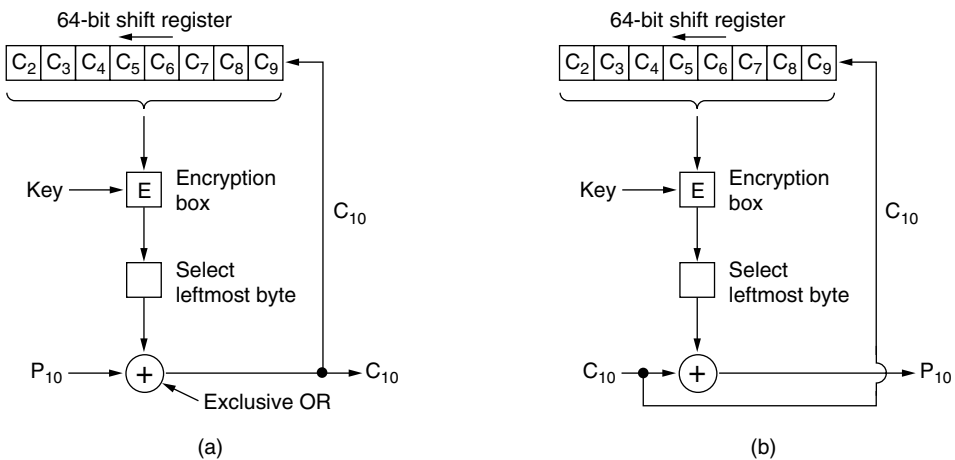 64-bit shift register
C₂ C₃ C₄ C₅ C₆ C₇ C₈ C₉
Key
E
Encryption
box
C₁₀
Select
leftmost byte
P₁₀
+
C₁₀
Exclusive OR
(a)
64-bit shift register
C₂ C₃ C₄ C₅ C₆ C₇ C₈ C₉
Key
E
Encryption
box
C₁₀
Select
leftmost byte
C₁₀
+
P₁₀
(b)